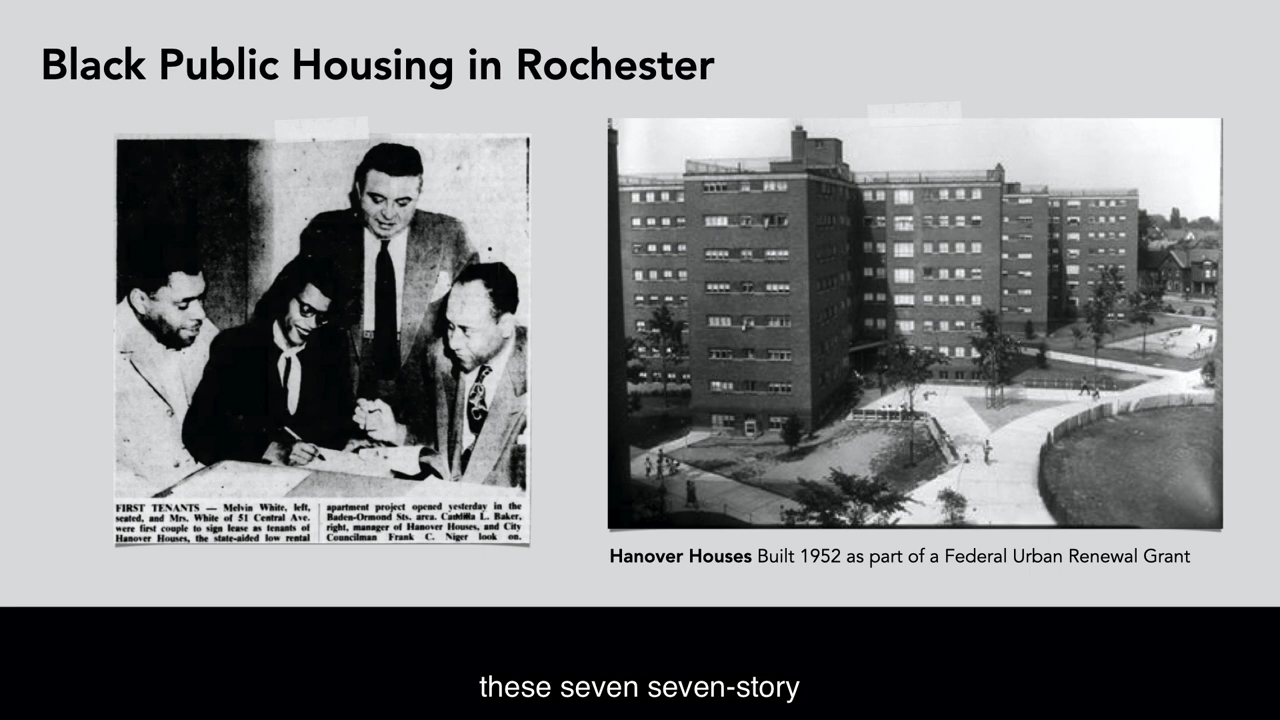 Black Public Housing in Rochester
FIRST TENANTS — Melvin White, left,
seated, and Mrs. White of 51 Central Ave.
were first couple to sign lease as tenants of
Hanover Houses, the state-aided low rental
apartment project opened yesterday in the
Baden-Ormond Sts. area. L. Baker,
right, manager of Hanover Houses, and City
Councilman Frank C. Niger look on.
Hanover Houses Built 1952 as part of a Federal Urban Renewal Grant
these seven seven-story